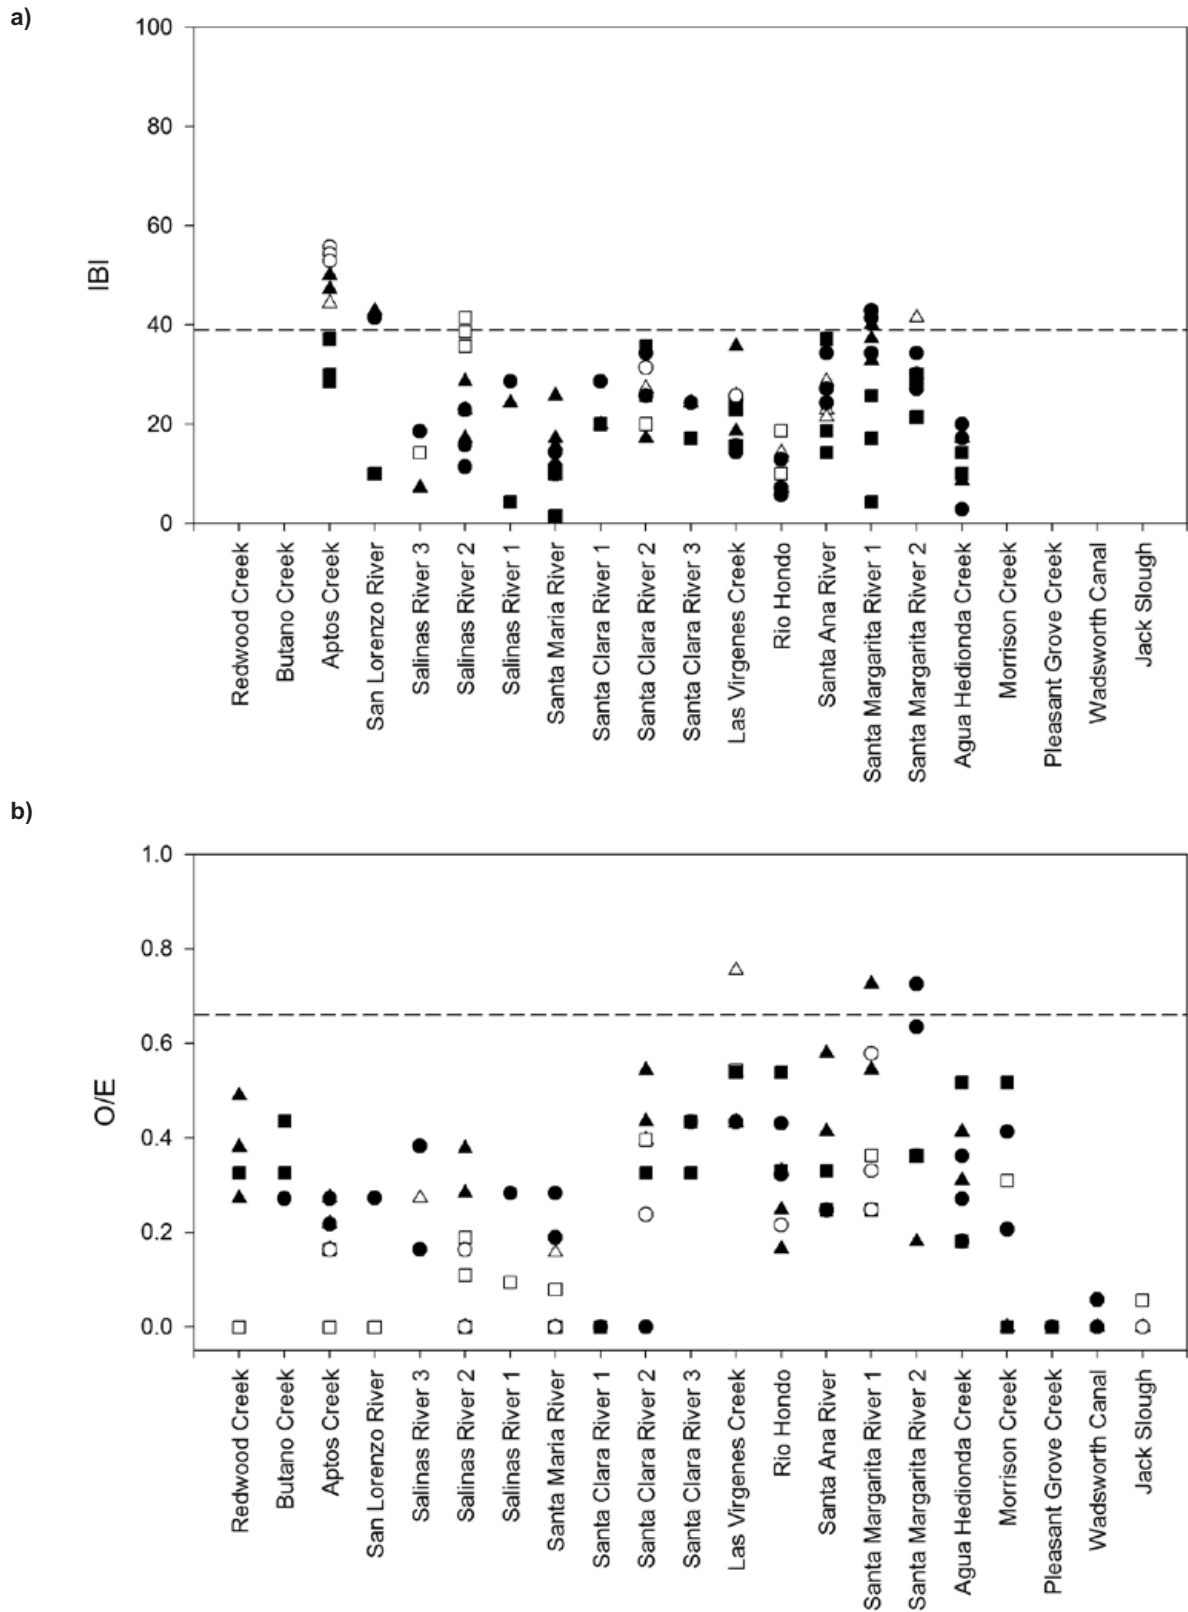 a)
100
80
60
40
20
0
IBI
Redwood Creek
Butano Creek
Aptos Creek
San Lorenzo River
Salinas River 3
Salinas River 2
Salinas River 1
Santa Maria River
Santa Clara River 1
Santa Clara River 2
Santa Clara River 3
Las Virgenes Creek
Rio Hondo
Santa Ana River
Santa Margarita River 1
Santa Margarita River 2
Agua Hedionda Creek
Morrison Creek
Pleasant Grove Creek
Wadsworth Canal
Jack Slough
b)
1.0
0.8
0.6
0.4
0.2
0.0
O/E
Redwood Creek
Butano Creek
Aptos Creek
San Lorenzo River
Salinas River 3
Salinas River 2
Salinas River 1
Santa Maria River
Santa Clara River 1
Santa Clara River 2
Santa Clara River 3
Las Virgenes Creek
Rio Hondo
Santa Ana River
Santa Margarita River 1
Santa Margarita River 2
Agua Hedionda Creek
Morrison Creek
Pleasant Grove Creek
Wadsworth Canal
Jack Slough